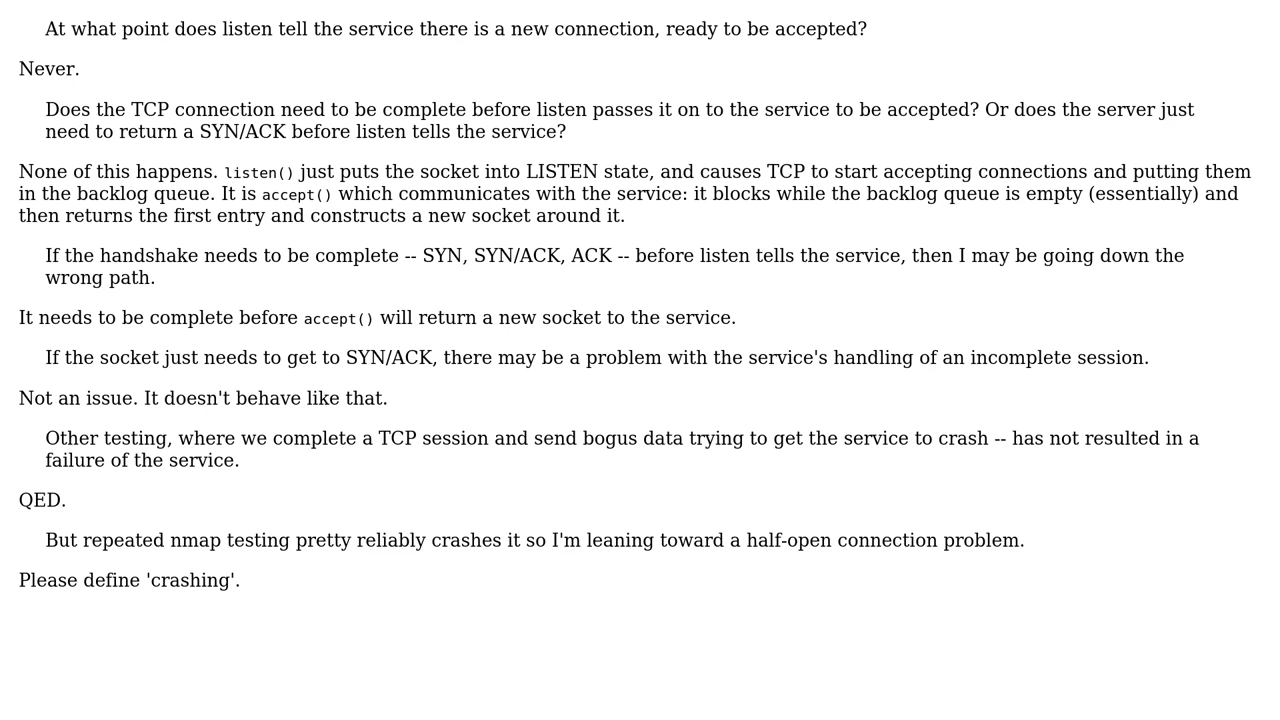 At what point does listen tell the service there is a new connection, ready to be accepted?
Never.
Does the TCP connection need to be complete before listen passes it on to the service to be accepted? Or does the server just
need to return a SYN/ACK before listen tells the service?
None of this happens. listen() just puts the socket into LISTEN state, and causes TCP to start accepting connections and putting them
in the backlog queue. It is accept() which communicates with the service: it blocks while the backlog queue is empty (essentially) and
then returns the first entry and constructs a new socket around it.
If the handshake needs to be complete -- SYN, SYN/ACK, ACK -- before listen tells the service, then I may be going down the
wrong path.
It needs to be complete before accept() will return a new socket to the service.
If the socket just needs to get to SYN/ACK, there may be a problem with the service's handling of an incomplete session.
Not an issue. It doesn't behave like that.
Other testing, where we complete a TCP session and send bogus data trying to get the service to crash -- has not resulted in a
failure of the service.
QED.
But repeated nmap testing pretty reliably crashes it so I'm leaning toward a half-open connection problem.
Please define 'crashing'.